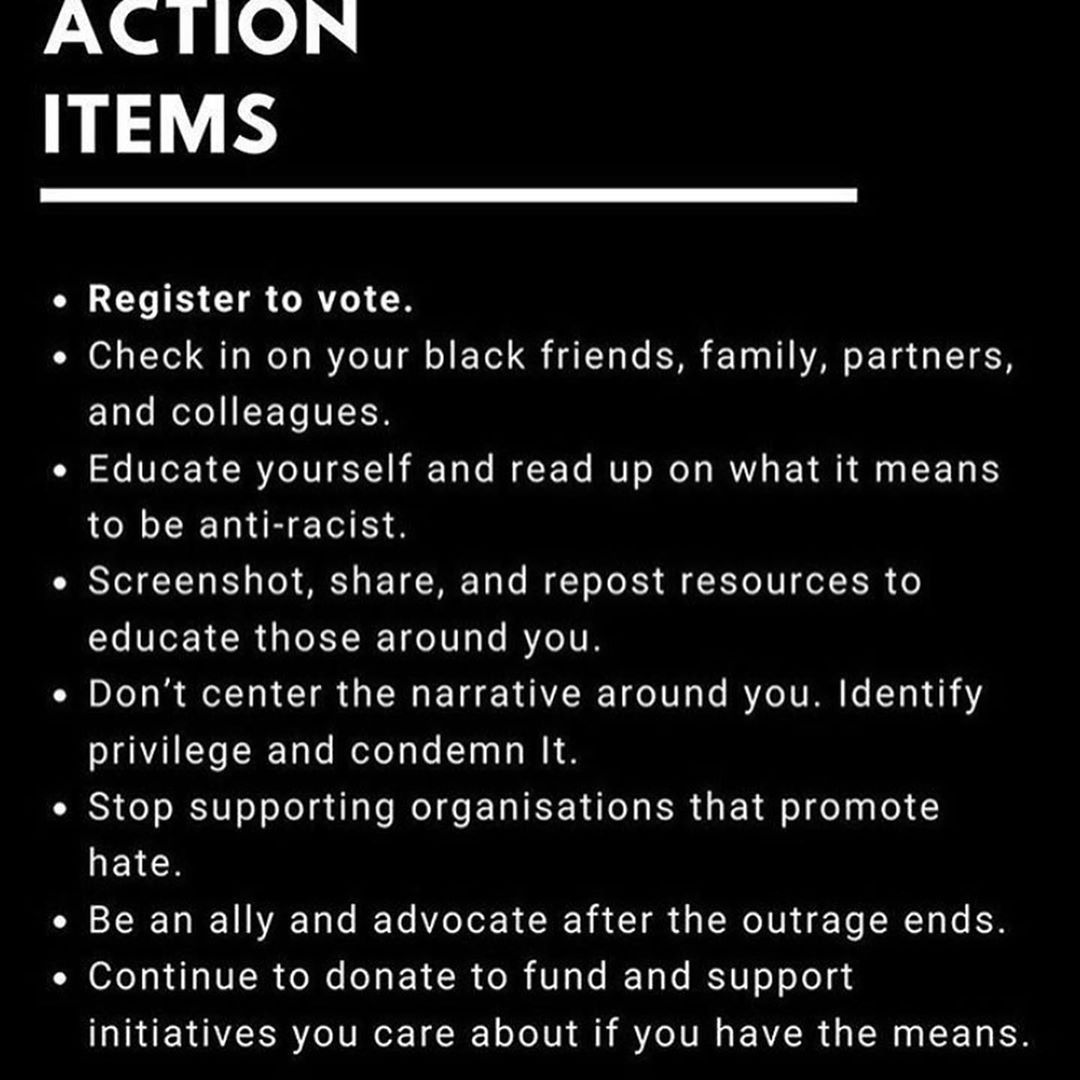 ACTION
ITEMS
• Register to vote.
• Check in on your black friends, family, partners,
and colleagues.
• Educate yourself and read up on what it means
to be anti-racist.
• Screenshot, share, and repost resources to
educate those around you.
• Don't center the narrative around you. Identify
privilege and condemn It.
• Stop supporting organisations that promote
hate.
• Be an ally and advocate after the outrage ends.
• Continue to donate to fund and support
initiatives you care about if you have the means.